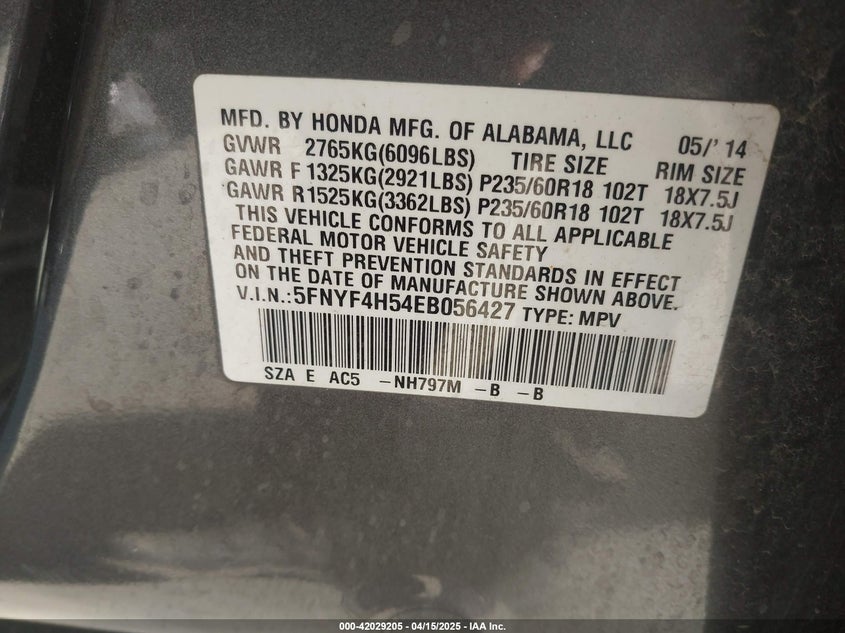 MFD. BY HONDA MFG. OF ALABAMA, LLC 05/' 14
GVWR 2765KG(6096LBS) TIRE SIZE RIM SIZE
GAWR F 1325KG(2921LBS) P235/60R18 102T 18X7.5J
GAWR R1525KG(3362LBS) P235/60R18 102T 18X7.5J
THIS VEHICLE CONFORMS TO ALL APPLICABLE
FEDERAL MOTOR VEHICLE SAFETY
AND THEFT PREVENTION STANDARDS IN EFFECT
ON THE DATE OF MANUFACTURE SHOWN ABOVE.
V.I.N.:5FNYF4H54EB056427 TYPE: MPV
SZA E AC5 -NH797M -B -B
000-42029205 - 04/15/2025 - IAA Inc.